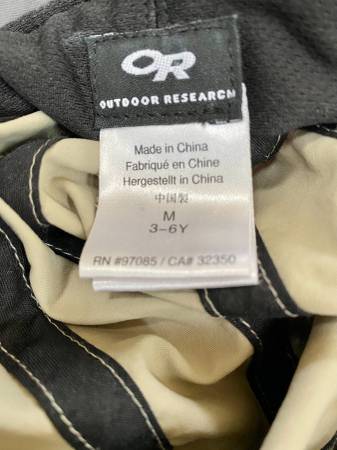 OR
OUTDOOR RESEARCH
Made in China
Fabriqué en Chine
Hergestellt in China
中国製
M
3-6Y
RN #97085 / CA# 32350